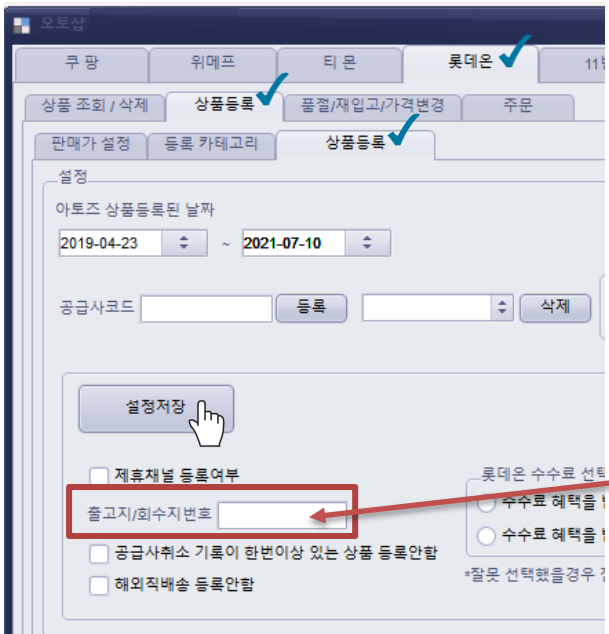 오토샵
쿠팡 위메프 티몬 롯데온 11번
상품 조회 / 삭제 상품등록 품절/재입고/가격변경 주문
판매가 설정 등록 카테고리 상품등록
설정
아토즈 상품등록된 날짜
2019-04-23 ~ 2021-07-10
공급사코드 등록 삭제
설정저장
제휴채널 등록여부
롯데온 수수료 선택
출고지/회수지번호
수수료 혜택을
공급사취소 기록이 한번이상 있는 상품 등록안함
수수료 혜택을
해외직배송 등록안함
*잘못 선택했을경우